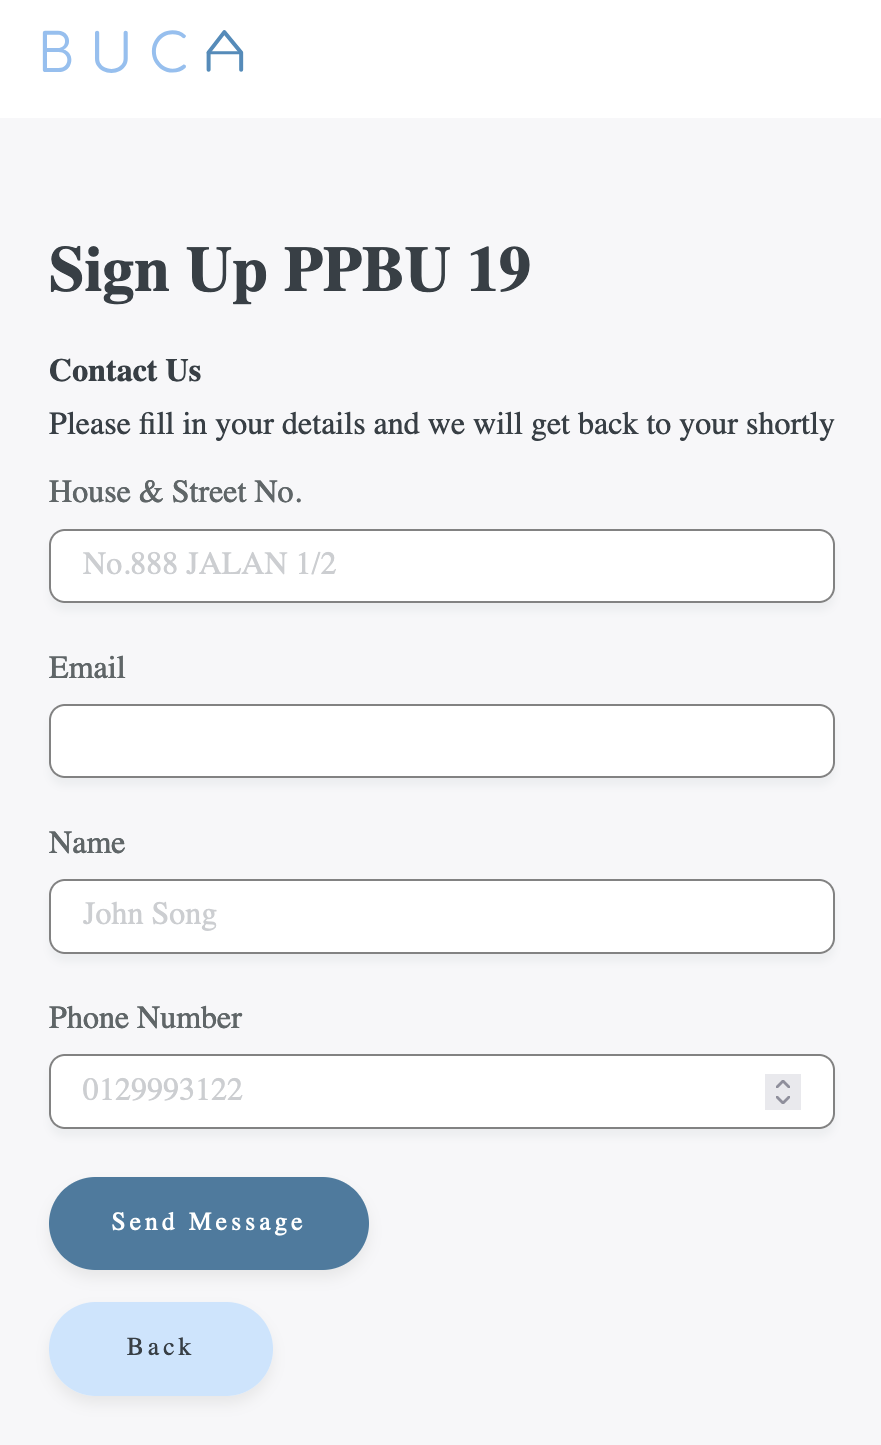 BUCA
Sign Up PPBU 19
Contact Us
Please fill in your details and we will get back to your shortly
House & Street No.
No.888 JALAN 1/2
Email
Name
John Song
Phone Number
0129993122
Send Message
Back